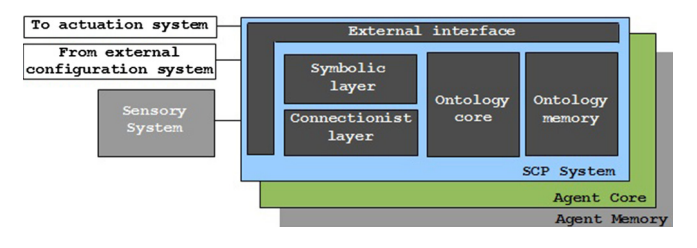 To actuation system
From external
configuration system
Sensory
System
External interface
Symbolic
layer
Connectionist
layer
Ontology
core
Ontology
memory
SCP System
Agent Core
Agent Memory